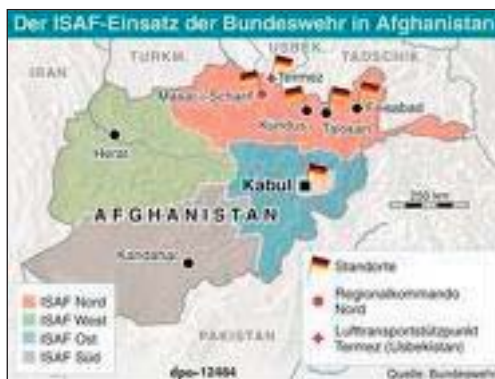 Der ISAF-Einsatz der Bundeswehr in Afghanistan
USBEK.
TURKM.
TADSCHIK.
IRAN
Termez
Masar-i-Scharif
Faisabad
Kundus
Talokan
Herat
Kabul
250 km
AFGHANISTAN
Kandahar
Standorte
Regionalkommando
Nord
Lufttransportstützpunkt
Termez (Usbekistan)
ISAF Nord
ISAF West
ISAF Ost
ISAF Süd
PAKISTAN
dpa-12484
Quelle: Bundeswehr